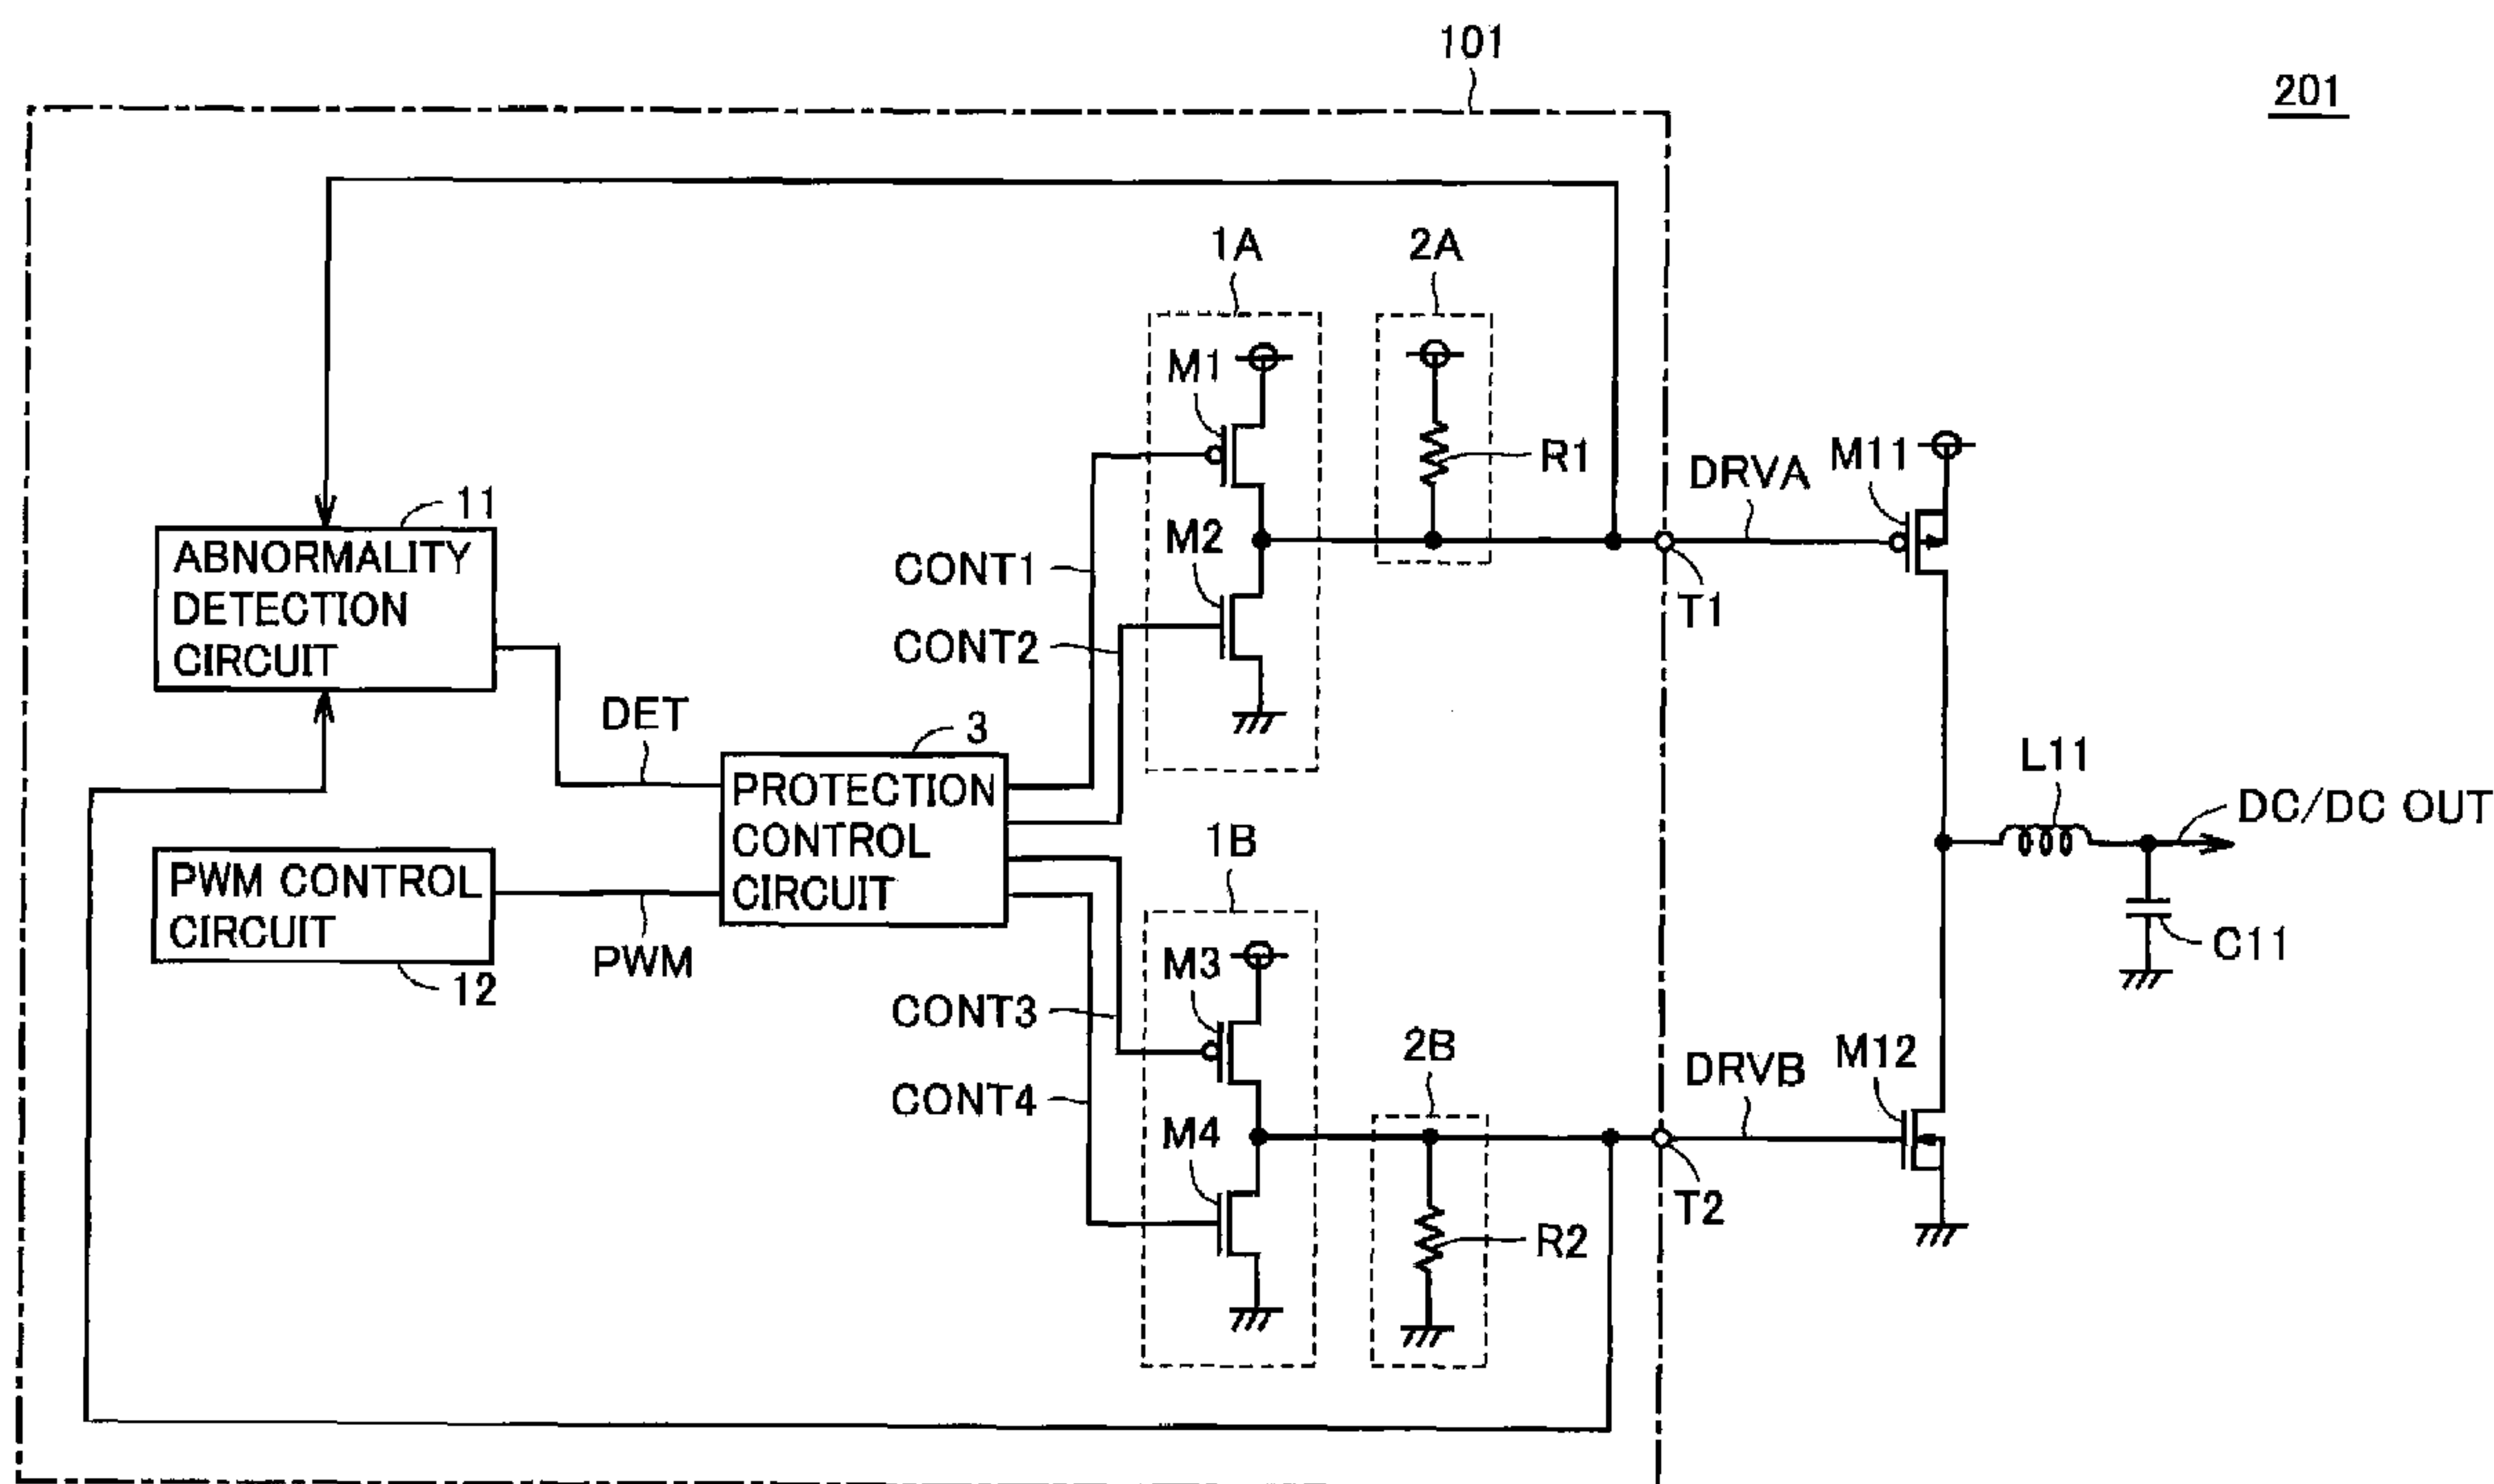 101
201
1A
2A
M1
R1
M11
DRVA
11
ABNORMALITY
DETECTION
CIRCUIT
M2
CONT1
T1
CONT2
DET
3
L11
PROTECTION
CONTROL
CIRCUIT
DC/DC OUT
1B
PWM CONTROL
CIRCUIT
12
PWM
C11
M3
CONT3
2B
DRVB
M12
CONT4
M4
T2
R2